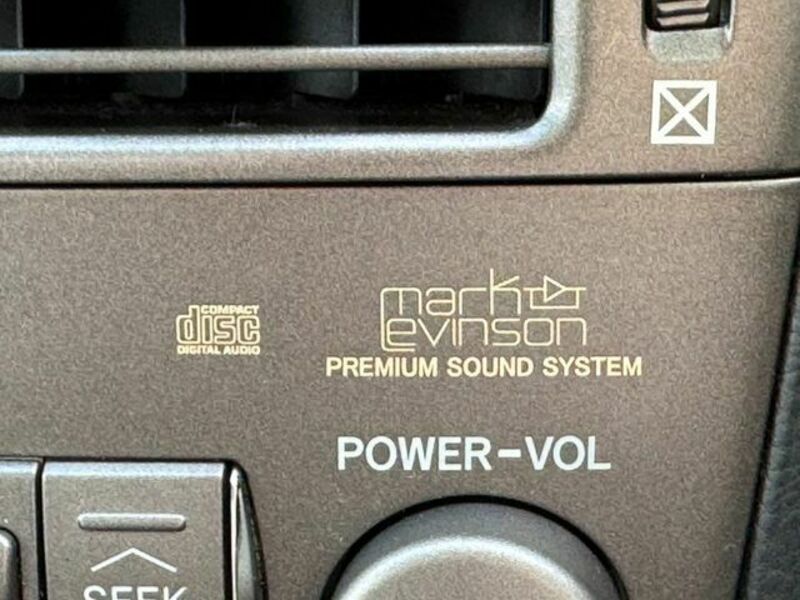 COMPACT
disc
DIGITAL AUDIO
mark
Levinson
PREMIUM SOUND SYSTEM
POWER-VOL
SEEK